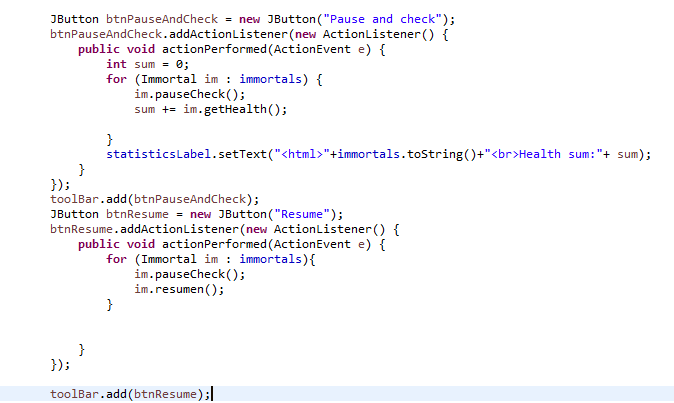 JButton btnPauseAndCheck = new JButton("Pause and check");
btnPauseAndCheck.addActionListener(new ActionListener() {
    public void actionPerformed(ActionEvent e) {
        int sum = 0;
        for (Immortal im : immortals) {
            im.pauseCheck();
            sum += im.getHealth();

        }
        statisticsLabel.setText("<html>"+immortals.toString()+"<br>Health sum:"+ sum);
    }
});
toolBar.add(btnPauseAndCheck);
JButton btnResume = new JButton("Resume");
btnResume.addActionListener(new ActionListener() {
    public void actionPerformed(ActionEvent e) {
        for (Immortal im : immortals){
            im.pauseCheck();
            im.resumen();
        }


    }
});

toolBar.add(btnResume);